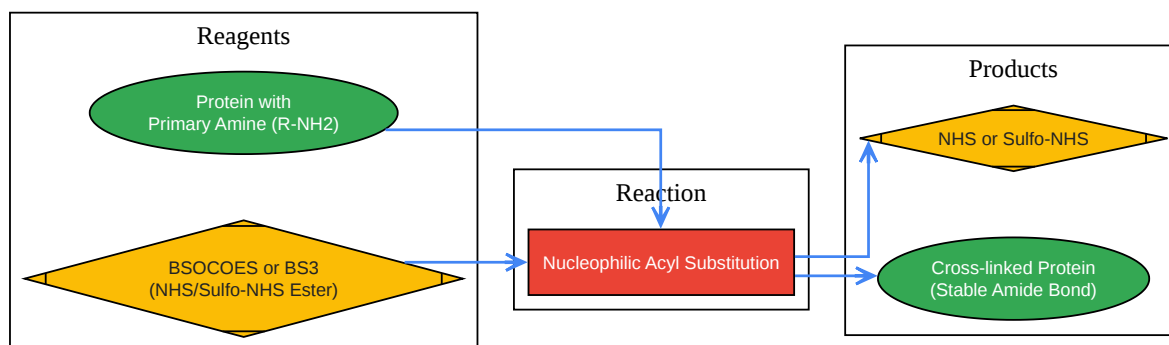 Reagents
Protein with
Primary Amine (R-NH2)
BSOCOES or BS3
(NHS/Sulfo-NHS Ester)
Reaction
Nucleophilic Acyl Substitution
Products
NHS or Sulfo-NHS
Cross-linked Protein
(Stable Amide Bond)